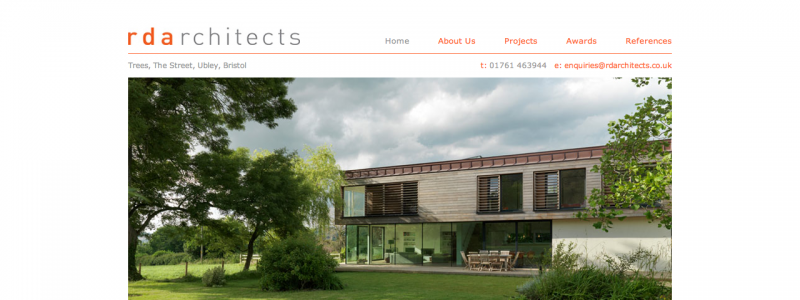 rdarchitects
Home About Us Projects Awards References
Trees, The Street, Ubley, Bristol t: 01761 463944 e: enquiries@rdarchitects.co.uk